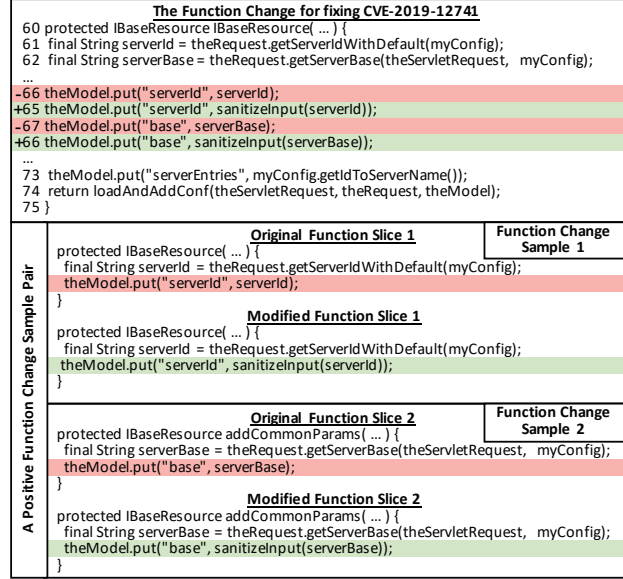 The Function Change for fixing CVE-2019-12741
60 protected IBaseResource IBaseResource( ... ) {
61 final String serverId = theRequest.getServerIdWithDefault(myConfig);
62 final String serverBase = theRequest.getServerBase(theServletRequest, myConfig);
...
-66 theModel.put("serverId", serverId);
+65 theModel.put("serverId", sanitizeInput(serverId));
-67 theModel.put("base", serverBase);
+66 theModel.put("base", sanitizeInput(serverBase));
...
73 theModel.put("serverEntries", myConfig.getIdToServerName());
74 return loadAndAddConf(theServletRequest, theRequest, theModel);
75 }
A Positive Function Change Sample Pair
Function Change
Sample 1
Original Function Slice 1
protected IBaseResource( ... ) {
final String serverId = theRequest.getServerIdWithDefault(myConfig);
theModel.put("serverId", serverId);
}
Modified Function Slice 1
protected IBaseResource( ... ) {
final String serverId = theRequest.getServerIdWithDefault(myConfig);
theModel.put("serverId", sanitizeInput(serverId));
}
Function Change
Sample 2
Original Function Slice 2
protected IBaseResource addCommonParams( ... ) {
final String serverBase = theRequest.getServerBase(theServletRequest, myConfig);
theModel.put("base", serverBase);
}
Modified Function Slice 2
protected IBaseResource addCommonParams( ... ) {
final String serverBase = theRequest.getServerBase(theServletRequest, myConfig);
theModel.put("base", sanitizeInput(serverBase));
}